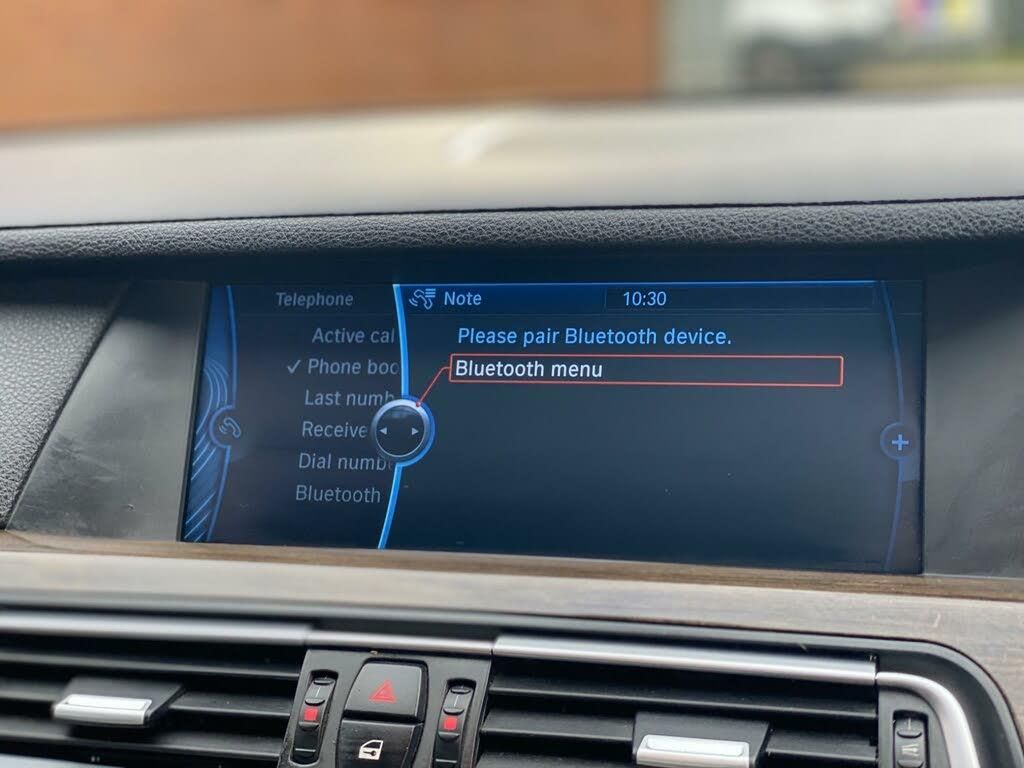 Telephone
Note
10:30
Active cal
Phone boo
Last numb
Receive
Dial numb
Bluetooth
Please pair Bluetooth device.
Bluetooth menu